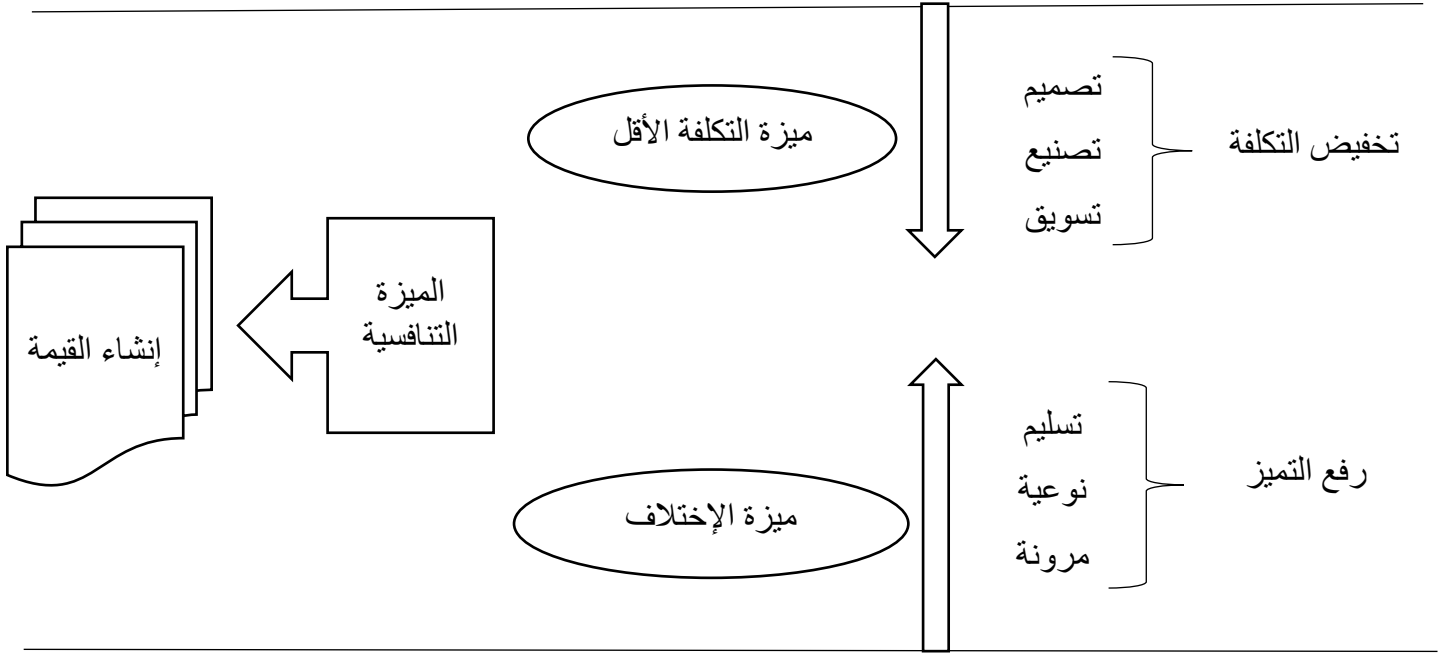 تصميم
تصنيع
تسويق
تخفيض التكلفة
ميزة التكلفة الأقل
الميزة
التنافسية
إنشاء القيمة
تسليم
نوعية
مرونة
رفع التميز
ميزة الإختلاف